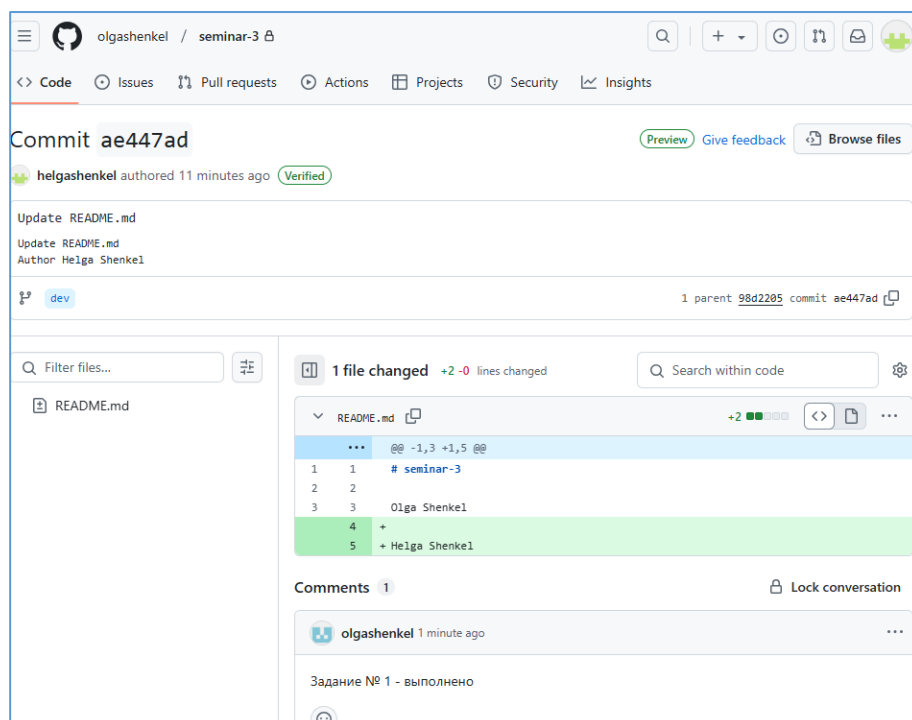 olgashenkel / seminar-3
Code Issues Pull requests Actions Projects Security Insights
Commit ae447ad
Preview Give feedback Browse files
helgashenkel authored 11 minutes ago Verified
Update README.md
Update README.md
Author Helga Shenkel
dev 1 parent 98d2205 commit ae447ad
Filter files...
1 file changed +2 -0 lines changed
Search within code
README.md
README.md +2
@@ -1,3 +1,5 @@
1 1 # seminar-3
2 2
3 3 Olga Shenkel
4 +
5 + Helga Shenkel
Comments 1 Lock conversation
olgashenkel 1 minute ago
Задание № 1 - выполнено